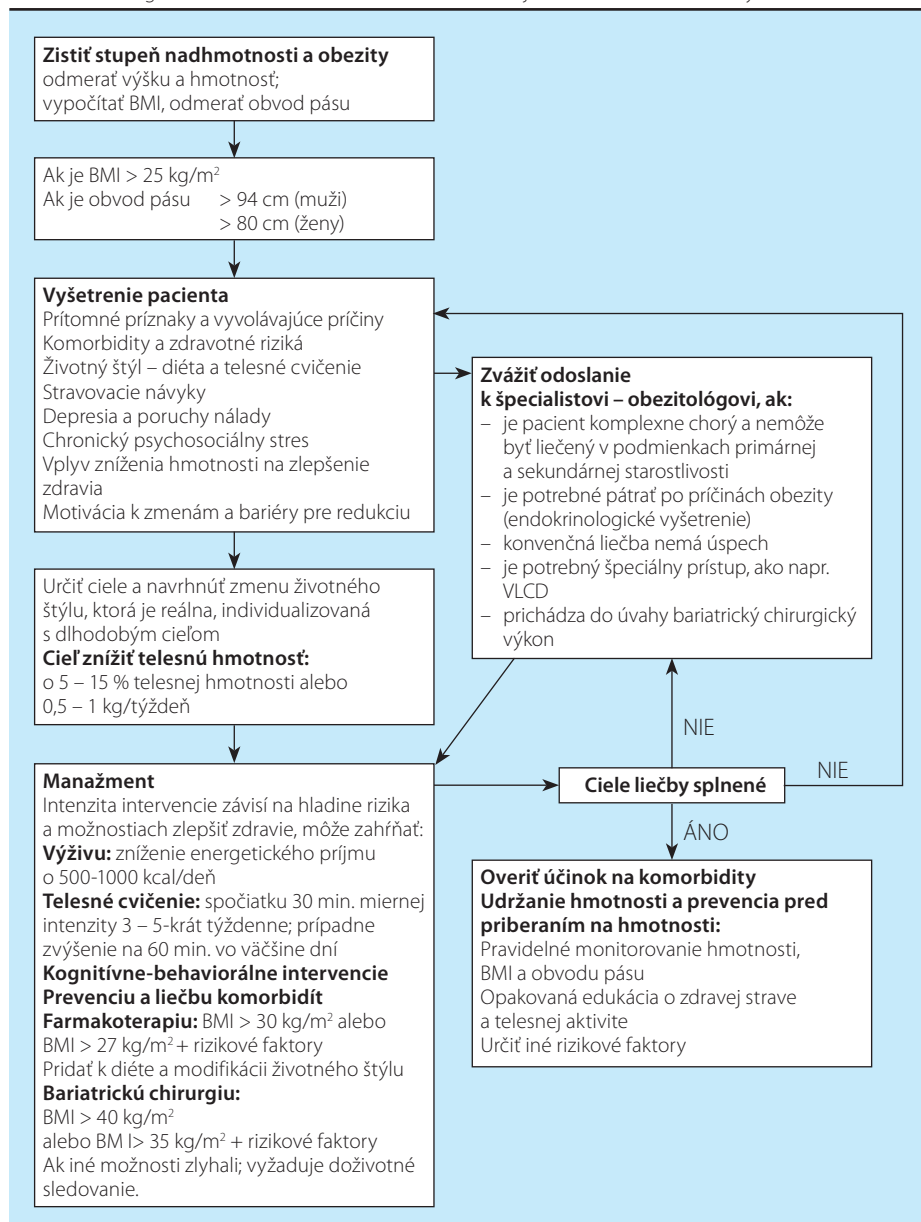 Zistiť stupeň nadhmotnosti a obezity
odmerať výšku a hmotnosť;
vypočítať BMI, odmerať obvod pásu
Ak je BMI > 25 kg/m²
Ak je obvod pásu > 94 cm (muži)
> 80 cm (ženy)
Vyšetrenie pacienta
Prítomné príznaky a vyvolávajúce príčiny
Komorbidity a zdravotné riziká
Životný štýl – diéta a telesné cvičenie
Stravovacie návyky
Depresia a poruchy nálady
Chronický psychosociálny stres
Vplyv zníženia hmotnosti na zlepšenie
zdravia
Motivácia k zmenám a bariéry pre redukciu
Zvážiť odoslanie
k špecialistovi – obezitológovi, ak:
– je pacient komplexne chorý a nemôže
byť liečený v podmienkach primárnej
a sekundárnej starostlivosti
– je potrebné pátrať po príčinách obezity
(endokrinologické vyšetrenie)
– konvenčná liečba nemá úspech
– je potrebný špeciálny prístup, ako napr.
VLCD
– prichádza do úvahy bariatrický chirurgický
výkon
Určiť ciele a navrhnúť zmenu životného
štýlu, ktorá je reálna, individualizovaná
s dlhodobým cieľom
Cieľ znížiť telesnú hmotnosť:
o 5 – 15 % telesnej hmotnosti alebo
0,5 – 1 kg/týždeň
NIE
Manažment
Intenzita intervencie závisí na hladine rizika
a možnostiach zlepšiť zdravie, môže zahŕňať:
Výživu: zníženie energetického príjmu
o 500-1000 kcal/deň
Telesné cvičenie: spočiatku 30 min. miernej
intenzity 3 – 5-krát týždenne; prípadne
zvýšenie na 60 min. vo väčšine dní
Kognitívne-behaviorálne intervencie
Prevenciu a liečbu komorbidít
Farmakoterapiu: BMI > 30 kg/m² alebo
BMI > 27 kg/m² + rizikové faktory
Pridať k diéte a modifikácii životného štýlu
Bariatrickú chirurgiu:
BMI > 40 kg/m²
alebo BM I> 35 kg/m² + rizikové faktory
Ak iné možnosti zlyhali; vyžaduje doživotné
sledovanie.
Ciele liečby splnené
NIE
ÁNO
Overiť účinok na komorbidity
Udržanie hmotnosti a prevencia pred
priberaním na hmotnosti:
Pravidelné monitorovanie hmotnosti,
BMI a obvodu pásu
Opakovaná edukácia o zdravej strave
a telesnej aktivite
Určiť iné rizikové faktory